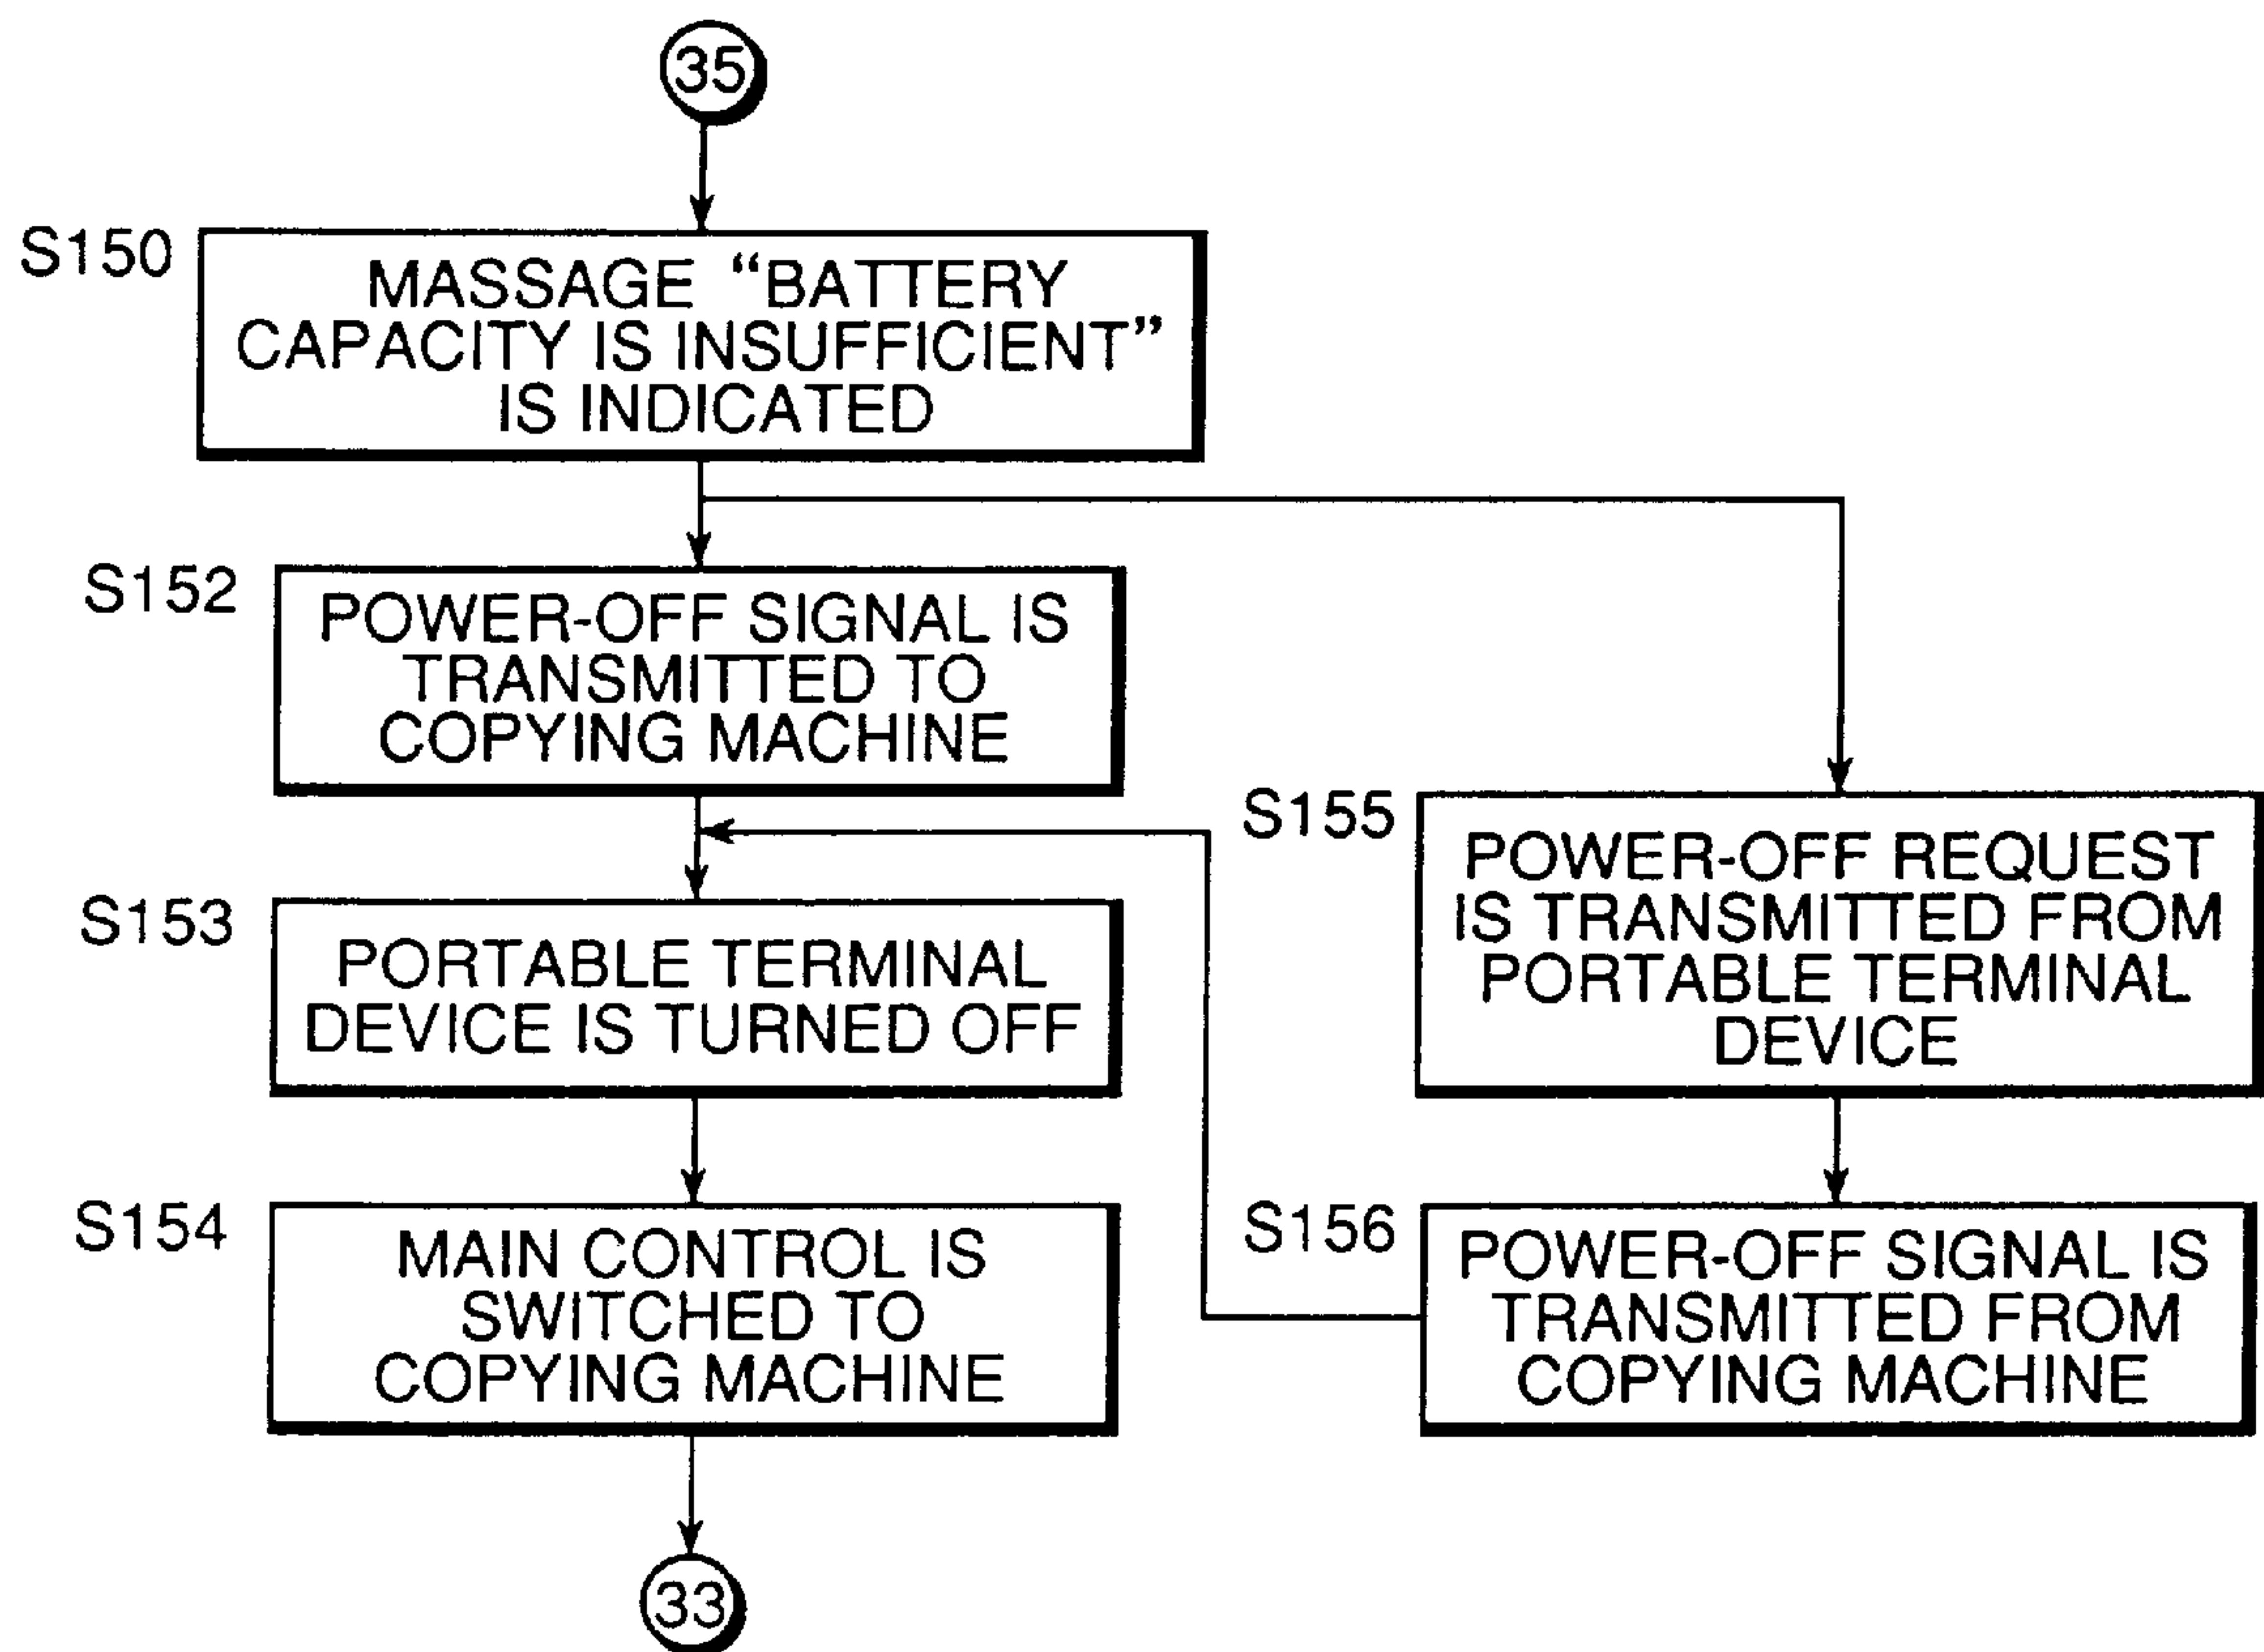 35
S150
MASSAGE “BATTERY
CAPACITY IS INSUFFICIENT”
IS INDICATED
S152
POWER-OFF SIGNAL IS
TRANSMITTED TO
COPYING MACHINE
S153
PORTABLE TERMINAL
DEVICE IS TURNED OFF
S154
MAIN CONTROL IS
SWITCHED TO
COPYING MACHINE
33
S155
POWER-OFF REQUEST
IS TRANSMITTED FROM
PORTABLE TERMINAL
DEVICE
S156
POWER-OFF SIGNAL IS
TRANSMITTED FROM
COPYING MACHINE